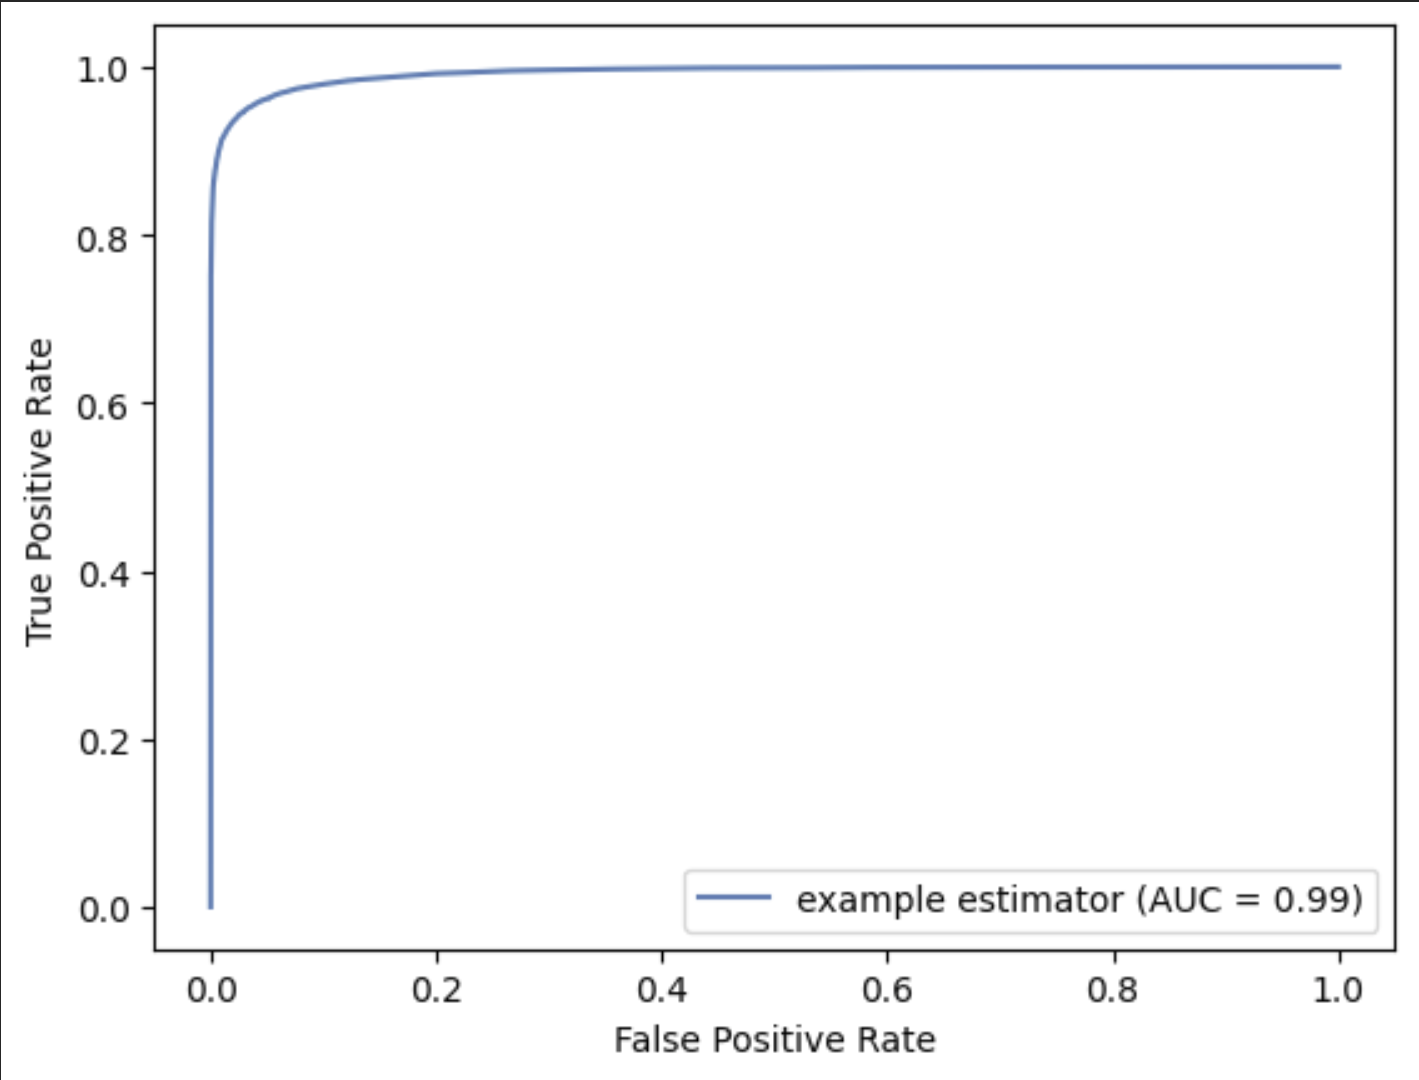 1.0
0.8
0.6
0.4
0.2
0.0
True Positive Rate
example estimator (AUC = 0.99)
0.0 0.2 0.4 0.6 0.8 1.0
False Positive Rate